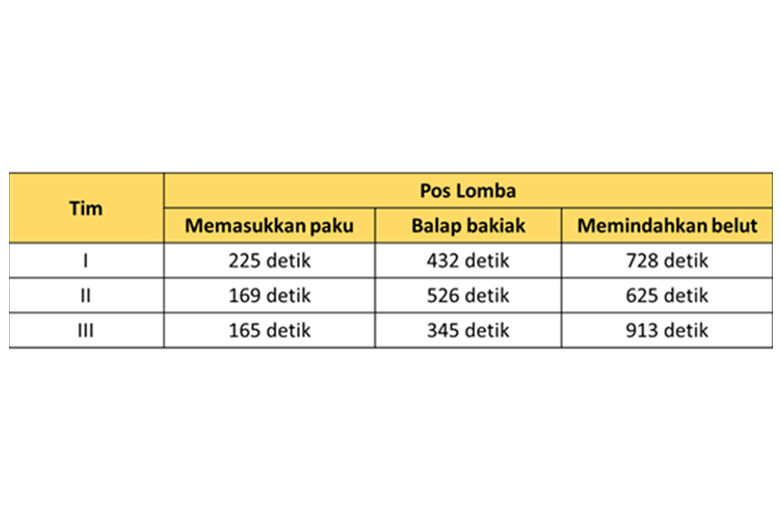 Tim
Pos Lomba
Memasukkan paku Balap bakiak Memindahkan belut
I 225 detik 432 detik 728 detik
II 169 detik 526 detik 625 detik
III 165 detik 345 detik 913 detik